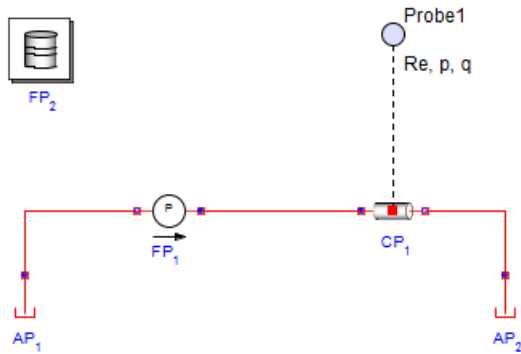 Probe1
Re, p, q
FP₂
P
FP₁
CP₁
AP₁
AP₂